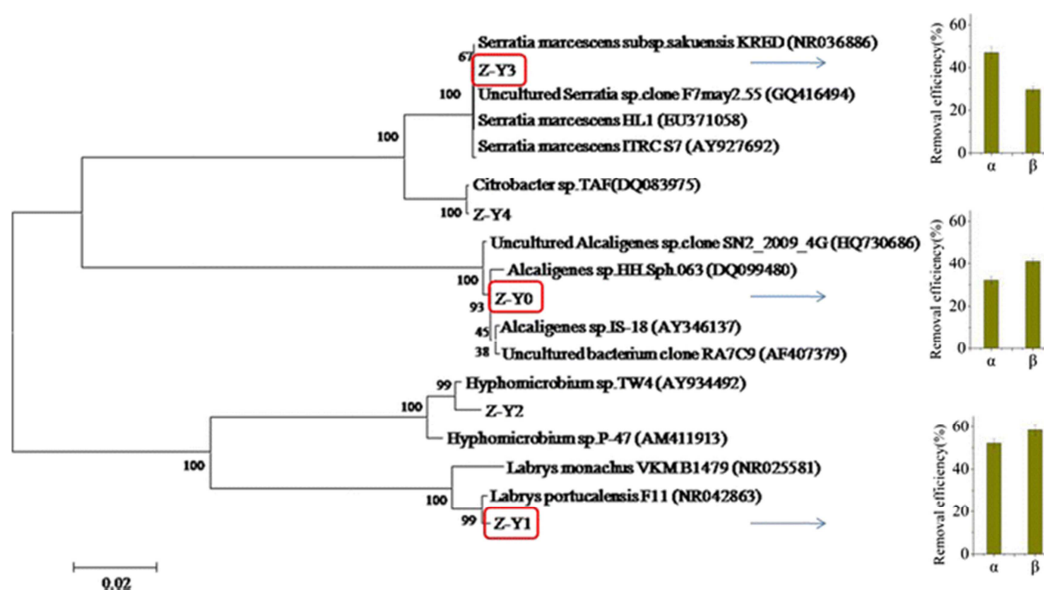 Serratia marcescens subsp.sakuensis KRED (NR036886)
67
Z-Y3
100
Uncultured Serratia sp.clone F7may2.55 (GQ416494)
Serratia marcescens HL1 (EU371058)
100
Serratia marcescens ITRC S7 (AY927692)
Citrobacter sp.TAF(DQ083975)
100
Z-Y4
Uncultured Alcaligenes sp.clone SN2_2009_4G (HQ730686)
Alcaligenes sp.HH.Sph.063 (DQ099480)
100
Z-Y0
93
Alcaligenes sp.IS-18 (AY346137)
45
38
Uncultured bacterium clone RA7C9 (AF407379)
99
Hyphomicrobium sp.TW4 (AY934492)
100
Z-Y2
Hyphomicrobium sp.P-47 (AM411913)
100
Labrys monachus VKMB1479 (NR025581)
100
Labrys portucalensis F11 (NR042863)
99
Z-Y1
0.02
Removal efficiency(%)
60
40
20
0
α β
Removal efficiency(%)
60
40
20
0
α β
Removal efficiency(%)
60
40
20
0
α β